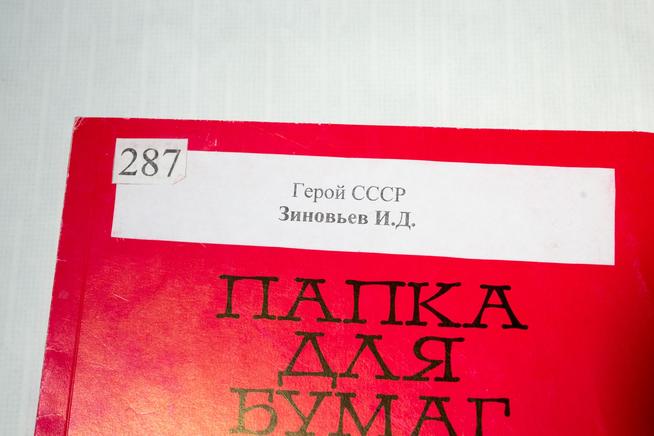 287
Герой СССР
Зиновьев И.Д.
ПАПКА
ДЛЯ
БУМАГ